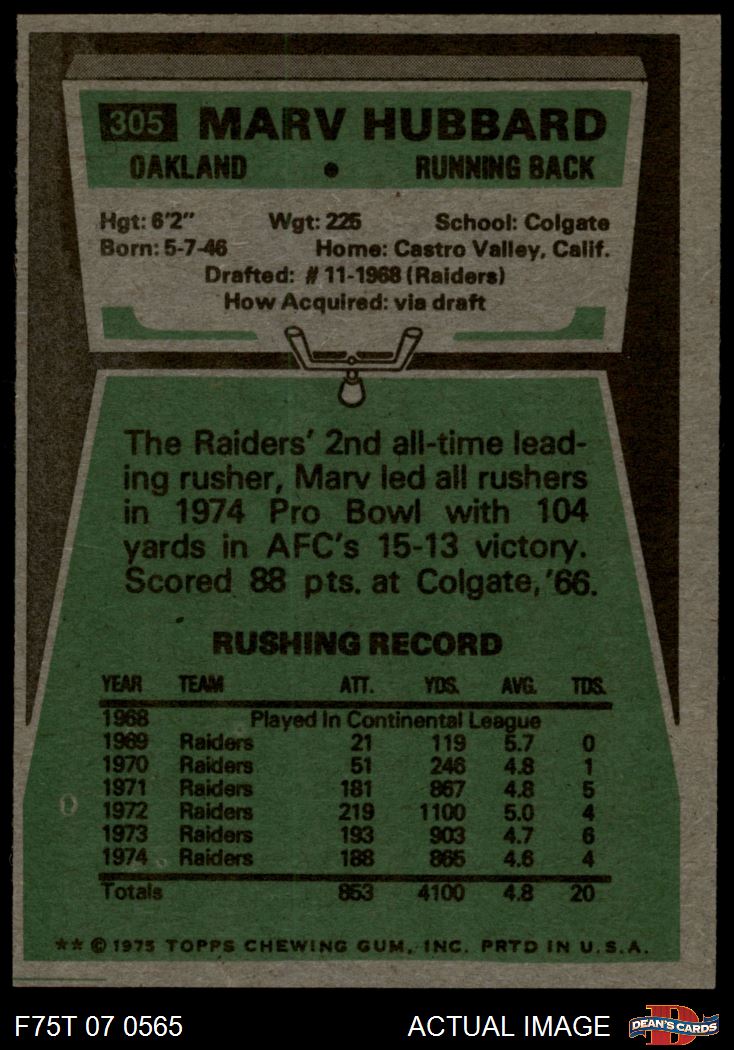 305 MARV HUBBARD
OAKLAND • RUNNING BACK
Hgt: 6'2" Wgt: 225 School: Colgate
Born: 5-7-46 Home: Castro Valley, Calif.
Drafted: #11-1968 (Raiders)
How Acquired: via draft
The Raiders' 2nd all-time lead-
ing rusher, Marv led all rushers
in 1974 Pro Bowl with 104
yards in AFC's 15-13 victory.
Scored 88 pts. at Colgate, '66.
RUSHING RECORD
YEAR TEAM ATT. YDS. AVG. TDS.
1968 Played In Continental League
1969 Raiders 21 119 5.7 0
1970 Raiders 51 246 4.8 1
1971 Raiders 181 867 4.8 5
1972 Raiders 219 1100 5.0 4
1973 Raiders 193 903 4.7 6
1974 Raiders 188 865 4.6 4
Totals 853 4100 4.8 20
** © 1975 TOPPS CHEWING GUM, INC. PRTD IN U.S.A.
F75T 07 0565 ACTUAL IMAGE D DEAN'S CARDS